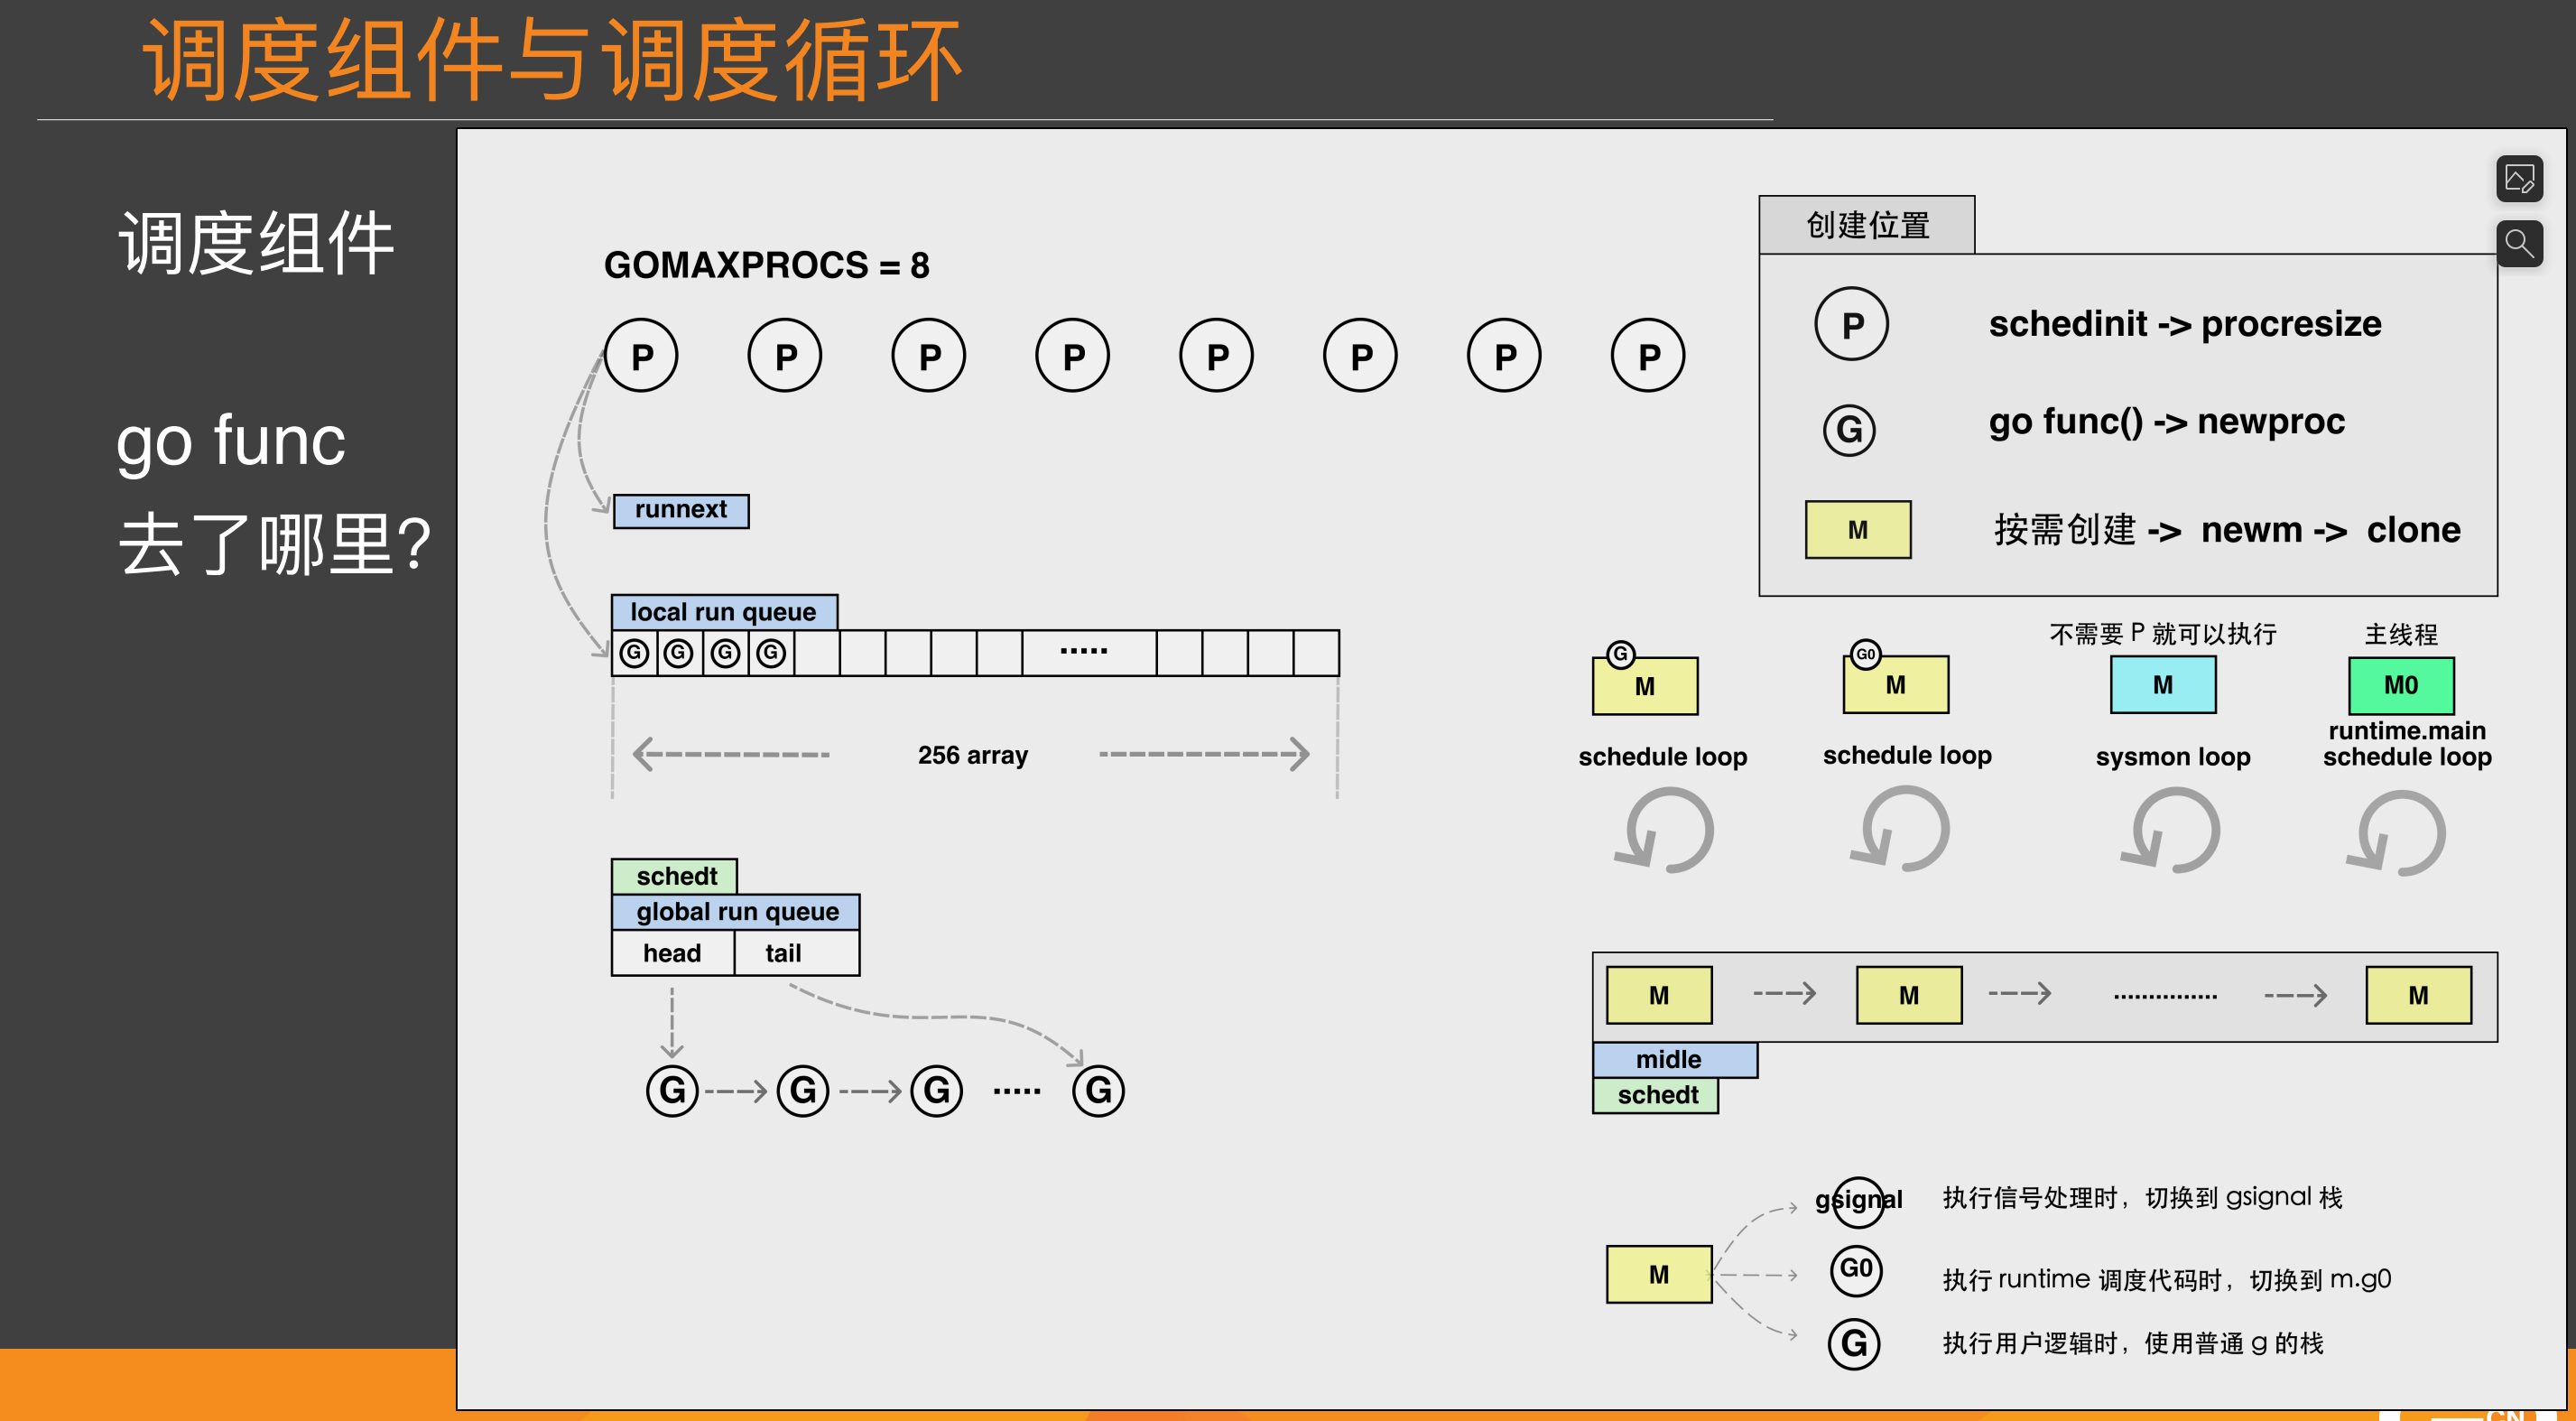 调度组件与调度循环
调度组件
go func
去了哪里?
GOMAXPROCS = 8
P P P P P P P P
runnext
local run queue
G G G G ·····
256 array
schedt
global run queue
head tail
G G G ····· G
创建位置
P schedinit -> procresize
G go func() -> newproc
M 按需创建 -> newm -> clone
不需要 P 就可以执行 主线程
G G0
M M M M0
runtime.main
schedule loop schedule loop sysmon loop schedule loop
M M ............... M
midle
schedt
gsignal 执行信号处理时，切换到 gsignal 栈
M G0 执行 runtime 调度代码时，切换到 m.g0
G 执行用户逻辑时，使用普通 g 的栈